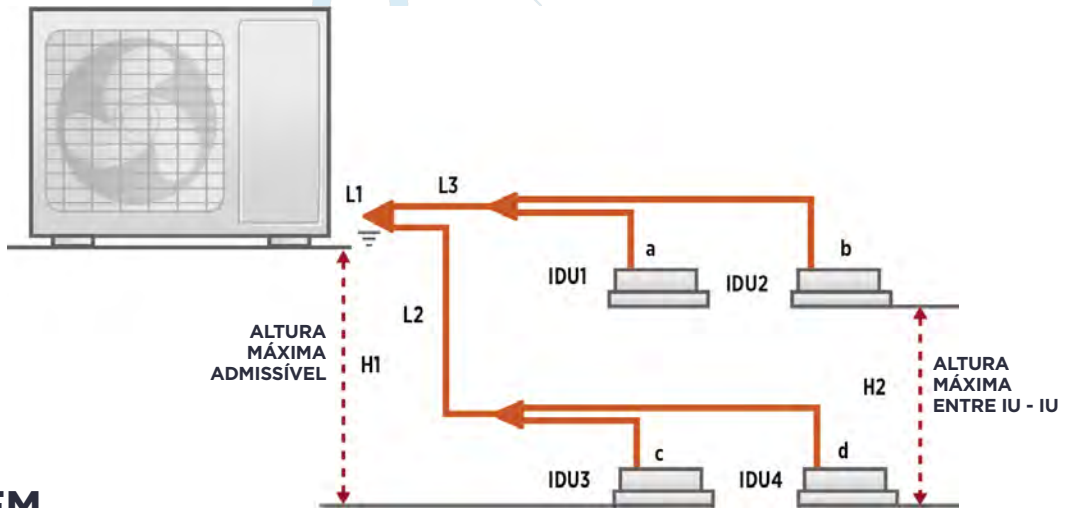 L1
L3
a
b
IDU1
IDU2
L2
ALTURA
MÁXIMA
ADMISSÍVEL
H1
H2
ALTURA
MÁXIMA
ENTRE IU - IU
c
d
IDU3
IDU4